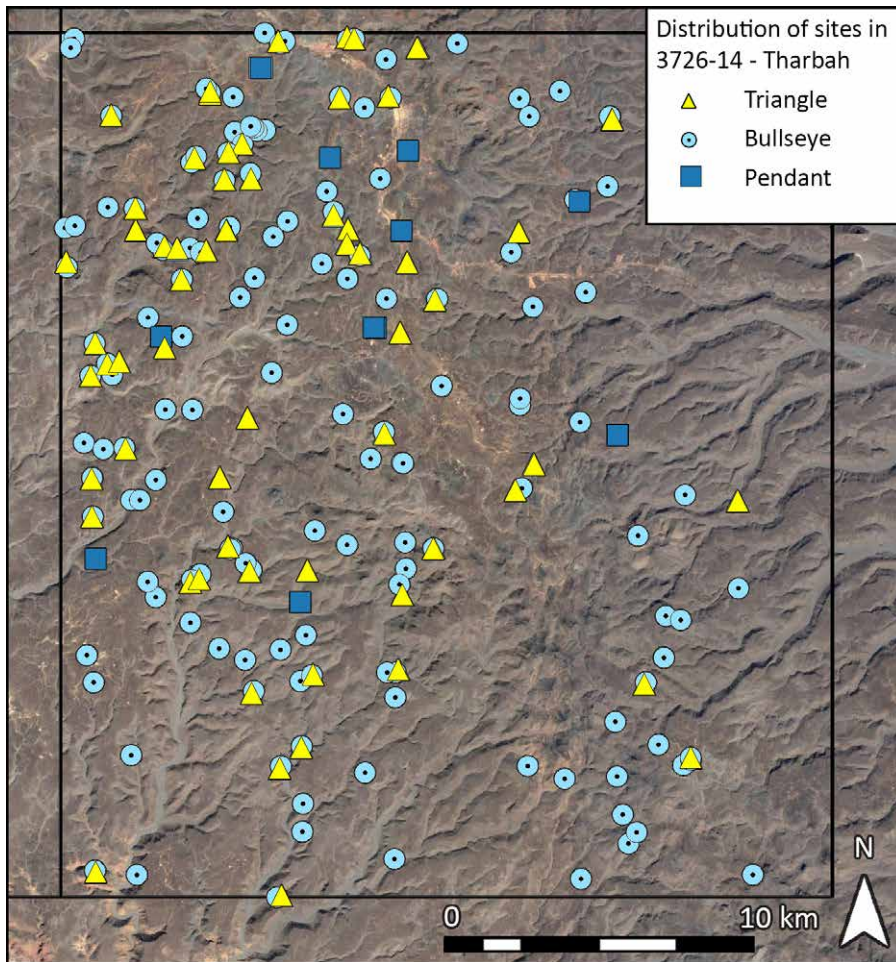 Distribution of sites in
3726-14 - Tharbah
Triangle
Bullseye
Pendant
N
0 10 km